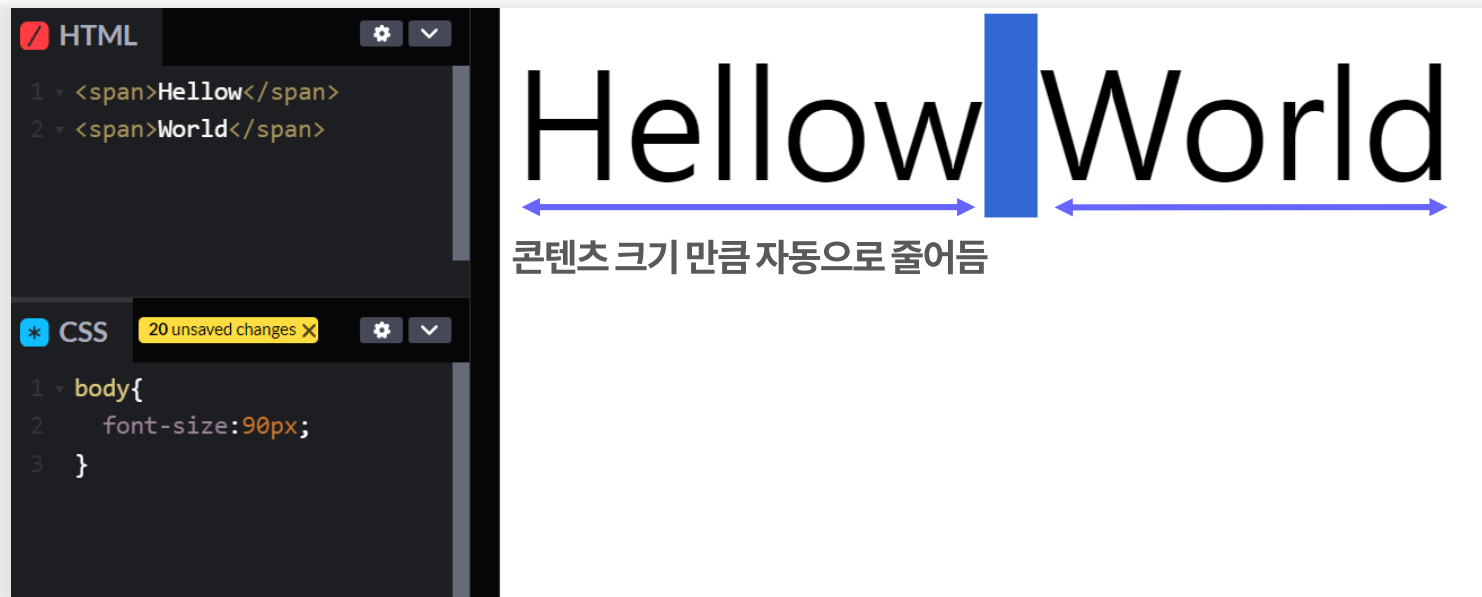 HTML
1 <span>Hellow</span>
2 <span>World</span>
CSS
20 unsaved changes
1 body{
2 font-size:90px;
3 }
Hellow World
콘텐츠 크기 만큼 자동으로 줄어듬